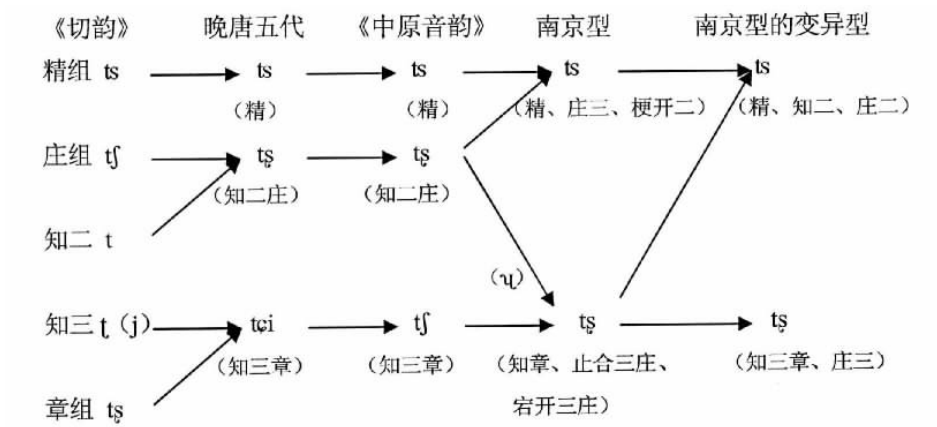 《切韵》 晚唐五代 《中原音韵》 南京型 南京型的变异型
精组 ts ts ts ts ts
(精) (精) (精、庄三、梗开二) (精、知二、庄二)
庄组 tʃ tʂ tʂ
(知二庄) (知二庄)
知二 t
(ʯ)
知三 ʈ (j) tɕi tʃ tʂ tʂ
(知三章) (知三章) (知章、止合三庄、 (知三章、庄三)
章组 tʂ 宕开三庄)